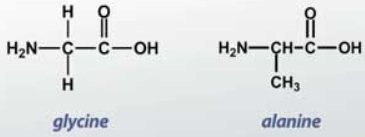 H O
H₂N—C—C—OH
H
glycine
O
H₂N—CH—C—OH
CH₃
alanine